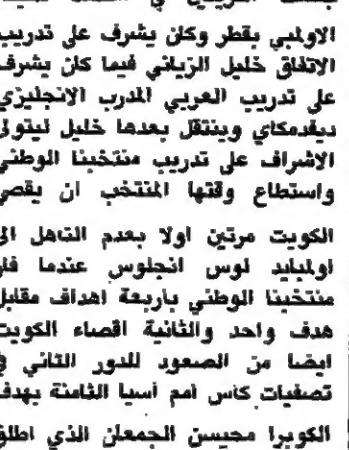 الاولمبي بقطر وكان يشرف على تدريب
الاتفاق خليل الزياني فيما كان يشرف
على تدريب العربي المدرب الانجليزي
ديفدمكاي وينتقل بعدها خليل ليتولى
الاشراف على تدريب منتخبنا الوطني
واستطاع وقتها المنتخب ان يقصي
الكويت مرتين اولا بعدم التاهل الى
اولمبياد لوس انجلوس عندما فاز
منتخبنا الوطني باربعة اهداف مقابل
هدف واحد والثانية اقصاء الكويت
ايضا من الصعود للدور الثاني في
تصفيات كاس امم اسيا الثامنة بهدف
الكوبرا محيسن الجمعان الذي اطلق